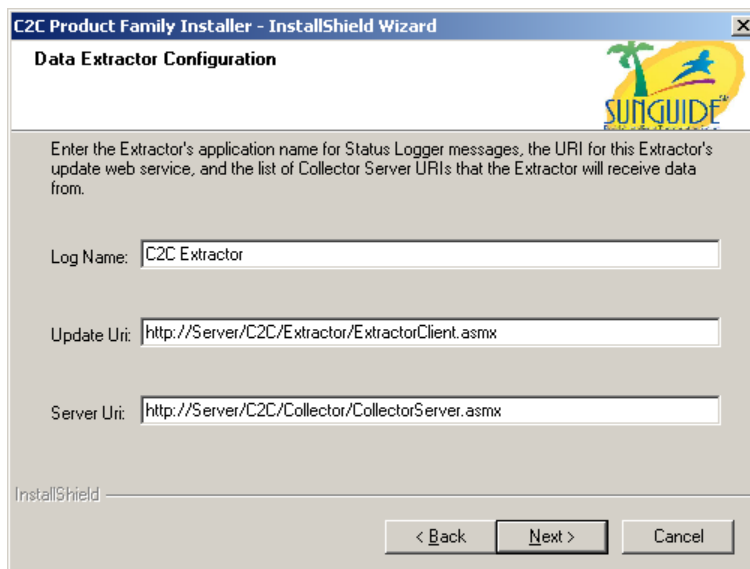 C2C Product Family Installer - InstallShield Wizard
Data Extractor Configuration
SUNGUIDE
Enter the Extractor's application name for Status Logger messages, the URI for this Extractor's
update web service, and the list of Collector Server URIs that the Extractor will receive data
from.
Log Name: C2C Extractor
Update Uri: http://Server/C2C/Extractor/ExtractorClient.asmx
Server Uri: http://Server/C2C/Collector/CollectorServer.asmx
InstallShield
< Back Next > Cancel